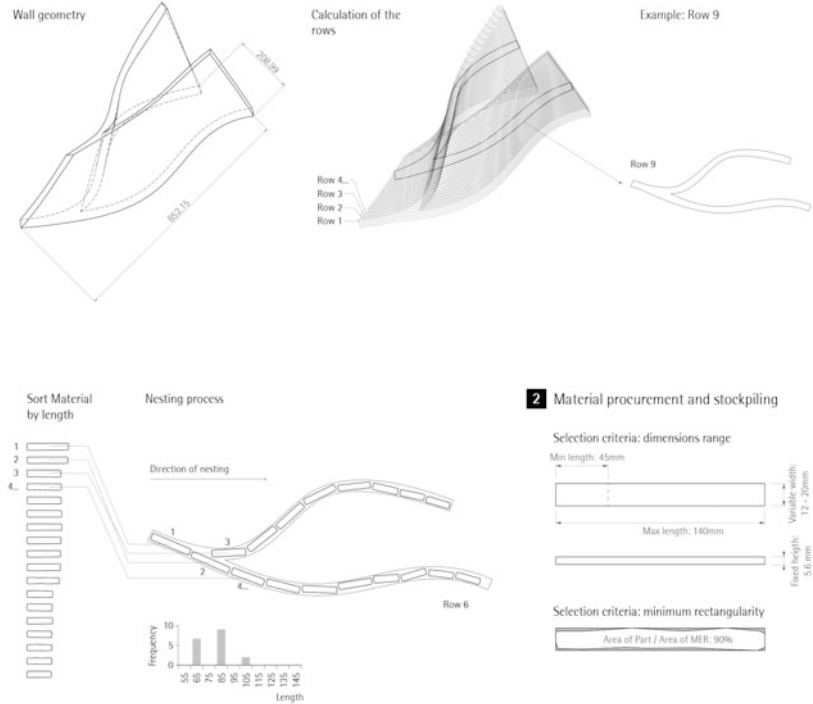 Wall geometry
208.99
852.15
Calculation of the
rows
Row 4...
Row 3
Row 2
Row 1
Example: Row 9
Row 9
Sort Material
by length
1
2
3
4...
Nesting process
Direction of nesting
1
3
2
4...
Row 6
Frequency
10
5
0
55
65
75
85
95
105
115
125
135
145
Length
2 Material procurement and stockpiling
Selection criteria: dimensions range
Min length: 45mm
Max length: 140mm
Variable width:
12 - 20mm
Fixed heigth:
5.6 mm
Selection criteria: minimum rectangularity
Area of Part / Area of MER: 90%